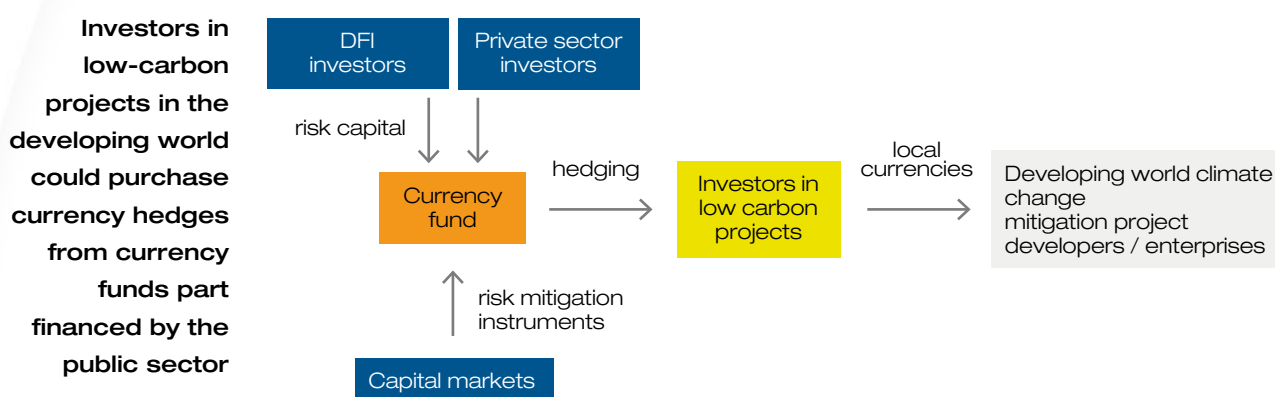 Investors in
low-carbon
projects in the
developing world
could purchase
currency hedges
from currency
funds part
financed by the
public sector
DFI
investors
Private sector
investors
risk capital
Currency
fund
hedging
Investors in
low carbon
projects
local
currencies
Developing world climate
change
mitigation project
developers / enterprises
risk mitigation
instruments
Capital markets